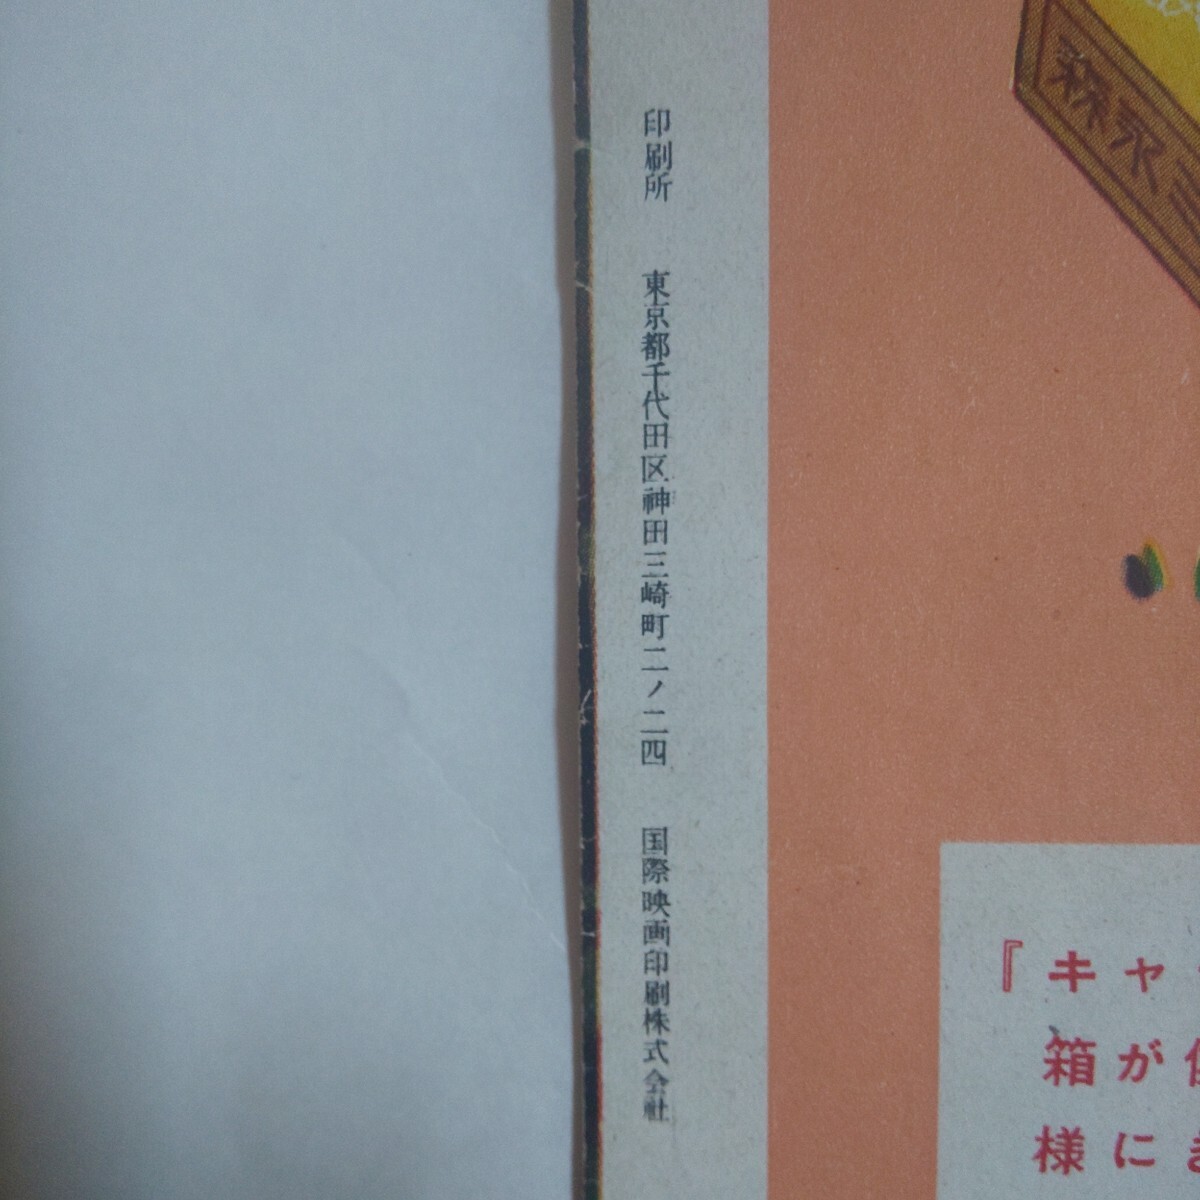 印刷所 東京都千代田区神田三崎町二ノ二四 国際映画印刷株式会社
森永ミ
『キャ
箱が
様に